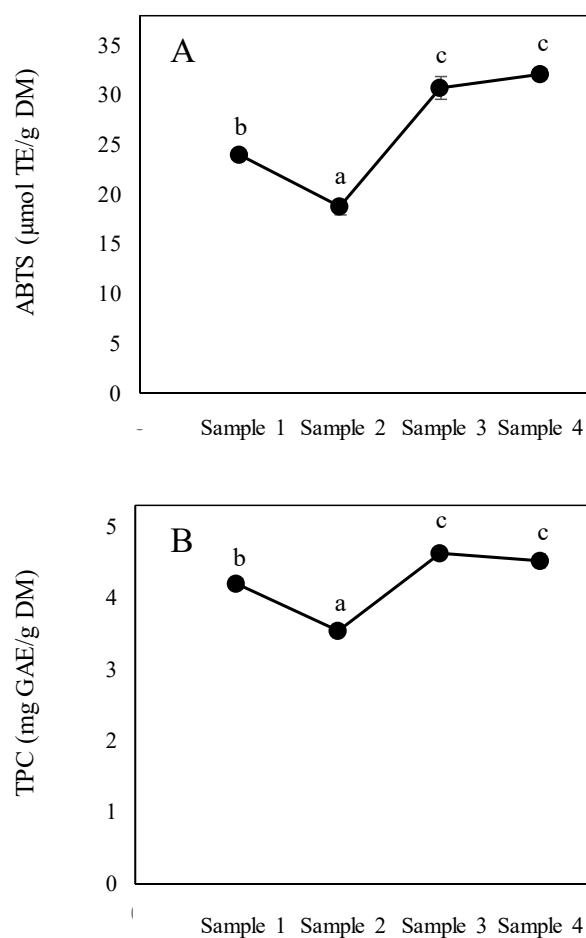 A
ABTS (μmol TE/g DM)
35
30
25
20
15
10
5
0
b
a
c
c
Sample 1 Sample 2 Sample 3 Sample 4
B
TPC (mg GAE/g DM)
5
4
3
2
1
0
b
a
c
c
Sample 1 Sample 2 Sample 3 Sample 4